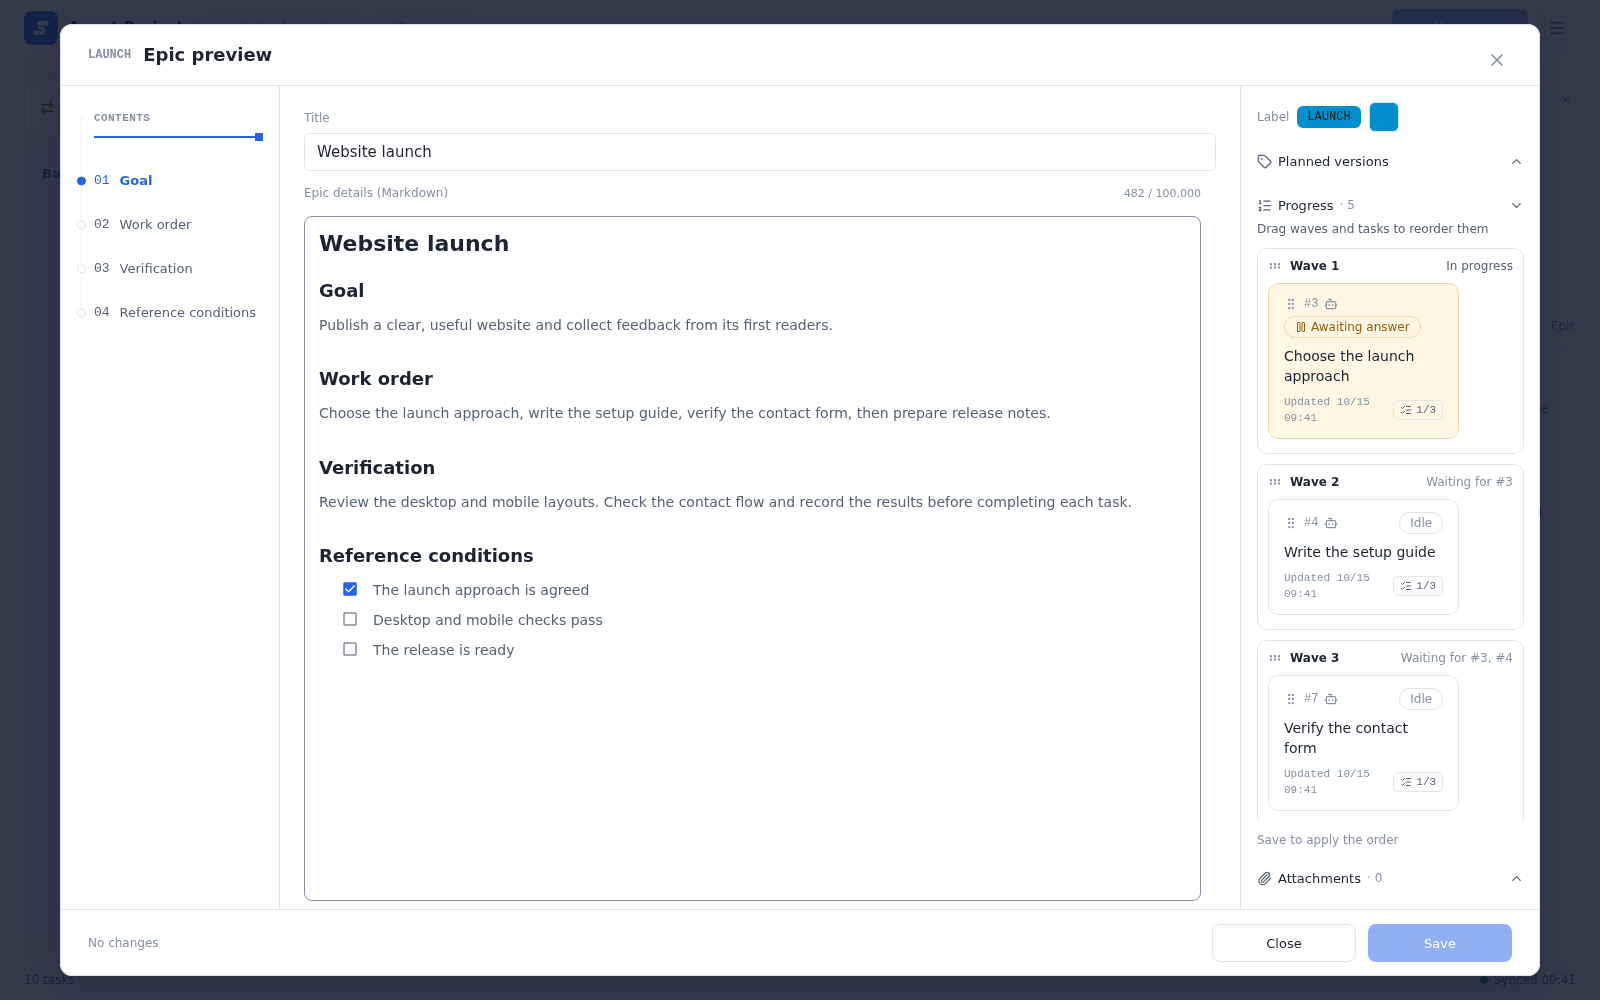 LAUNCH Epic preview
CONTENTS
01 Goal
02 Work order
03 Verification
04 Reference conditions
Title
Website launch
Epic details (Markdown) 482 / 100,000
Website launch
Goal
Publish a clear, useful website and collect feedback from its first readers.
Work order
Choose the launch approach, write the setup guide, verify the contact form, then prepare release notes.
Verification
Review the desktop and mobile layouts. Check the contact flow and record the results before completing each task.
Reference conditions
The launch approach is agreed
Desktop and mobile checks pass
The release is ready
Label LAUNCH
Planned versions
Progress · 5
Drag waves and tasks to reorder them
Wave 1 In progress
#3
Awaiting answer
Choose the launch
approach
Updated 10/15
09:41
1/3
Wave 2 Waiting for #3
#4 Idle
Write the setup guide
Updated 10/15
09:41
1/3
Wave 3 Waiting for #3, #4
#7 Idle
Verify the contact
form
Updated 10/15
09:41
1/3
Save to apply the order
Attachments · 0
No changes
Close
Save
10 tasks
Synced 09:41
Epic